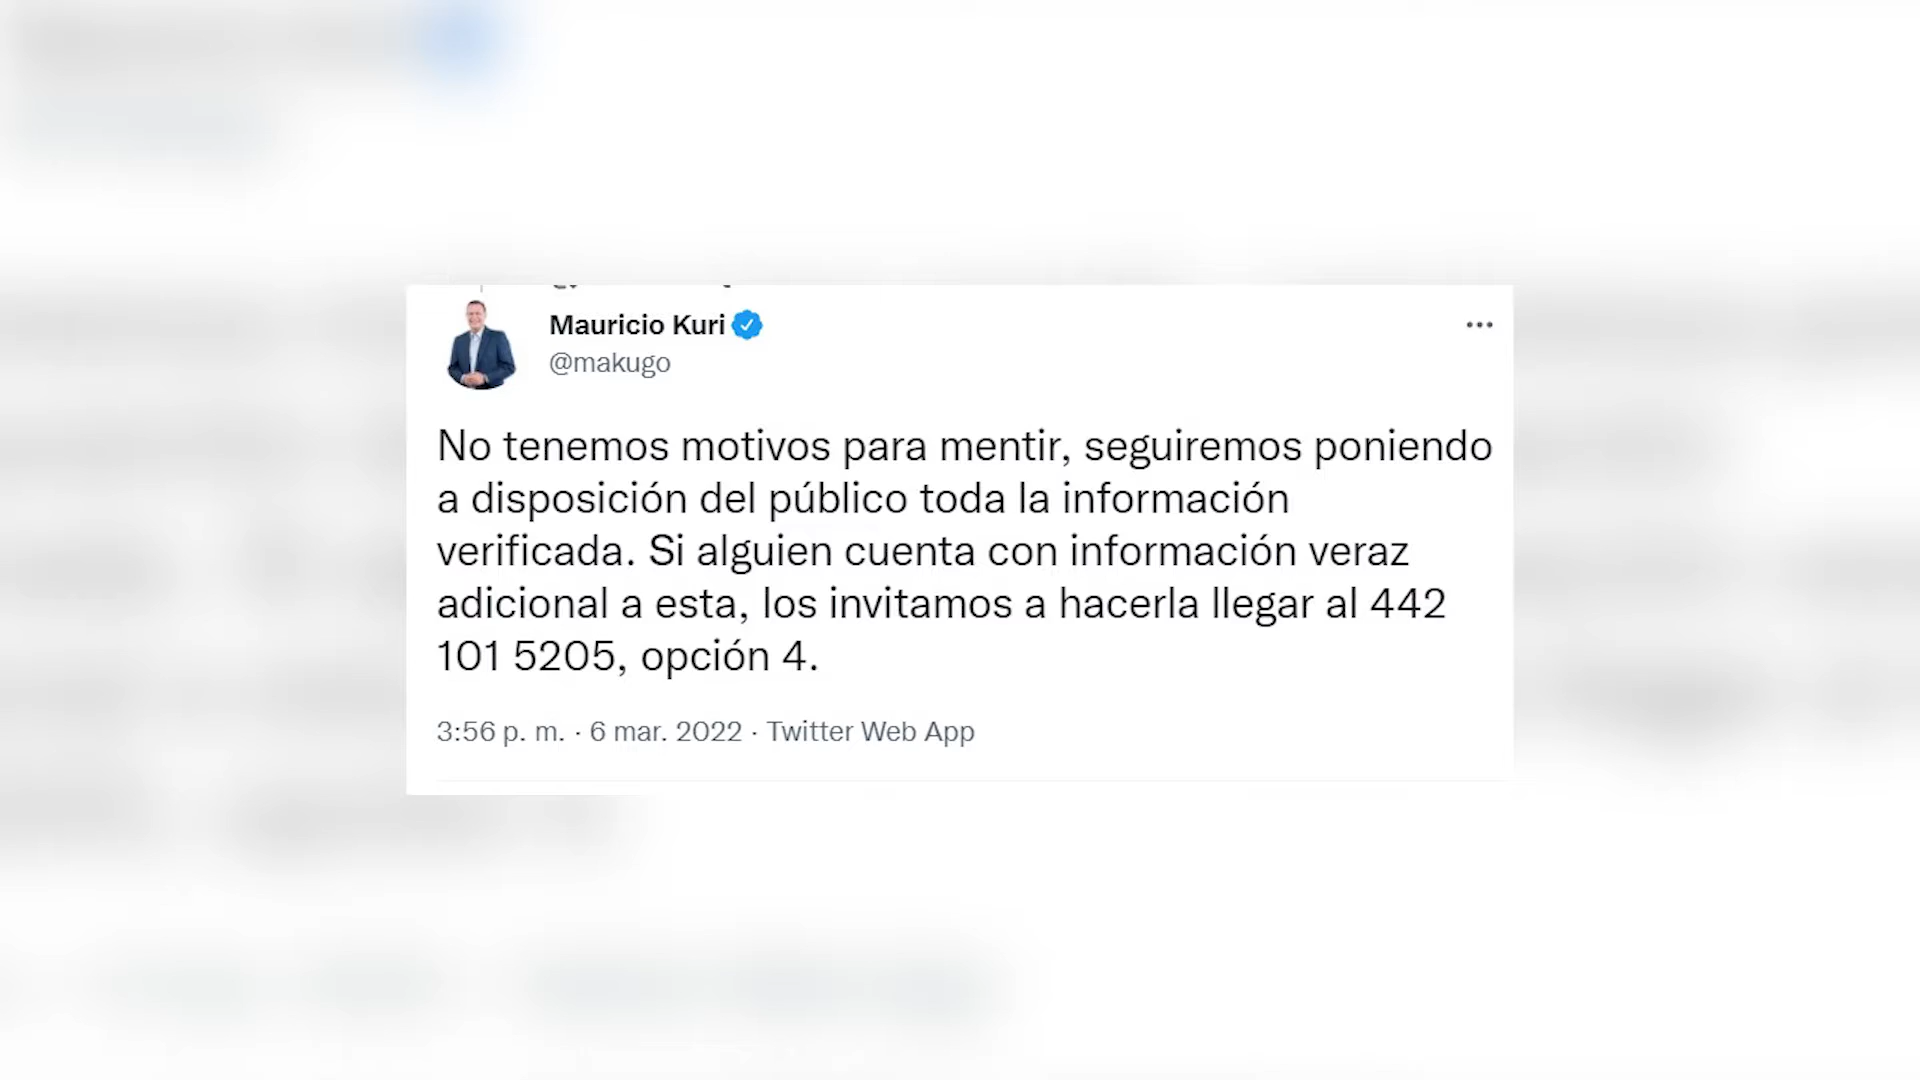 Mauricio Kuri
@makugo
No tenemos motivos para mentir, seguiremos poniendo
a disposición del público toda la información
verificada. Si alguien cuenta con información veraz
adicional a esta, los invitamos a hacerla llegar al 442
101 5205, opción 4.
3:56 p. m. · 6 mar. 2022 · Twitter Web App